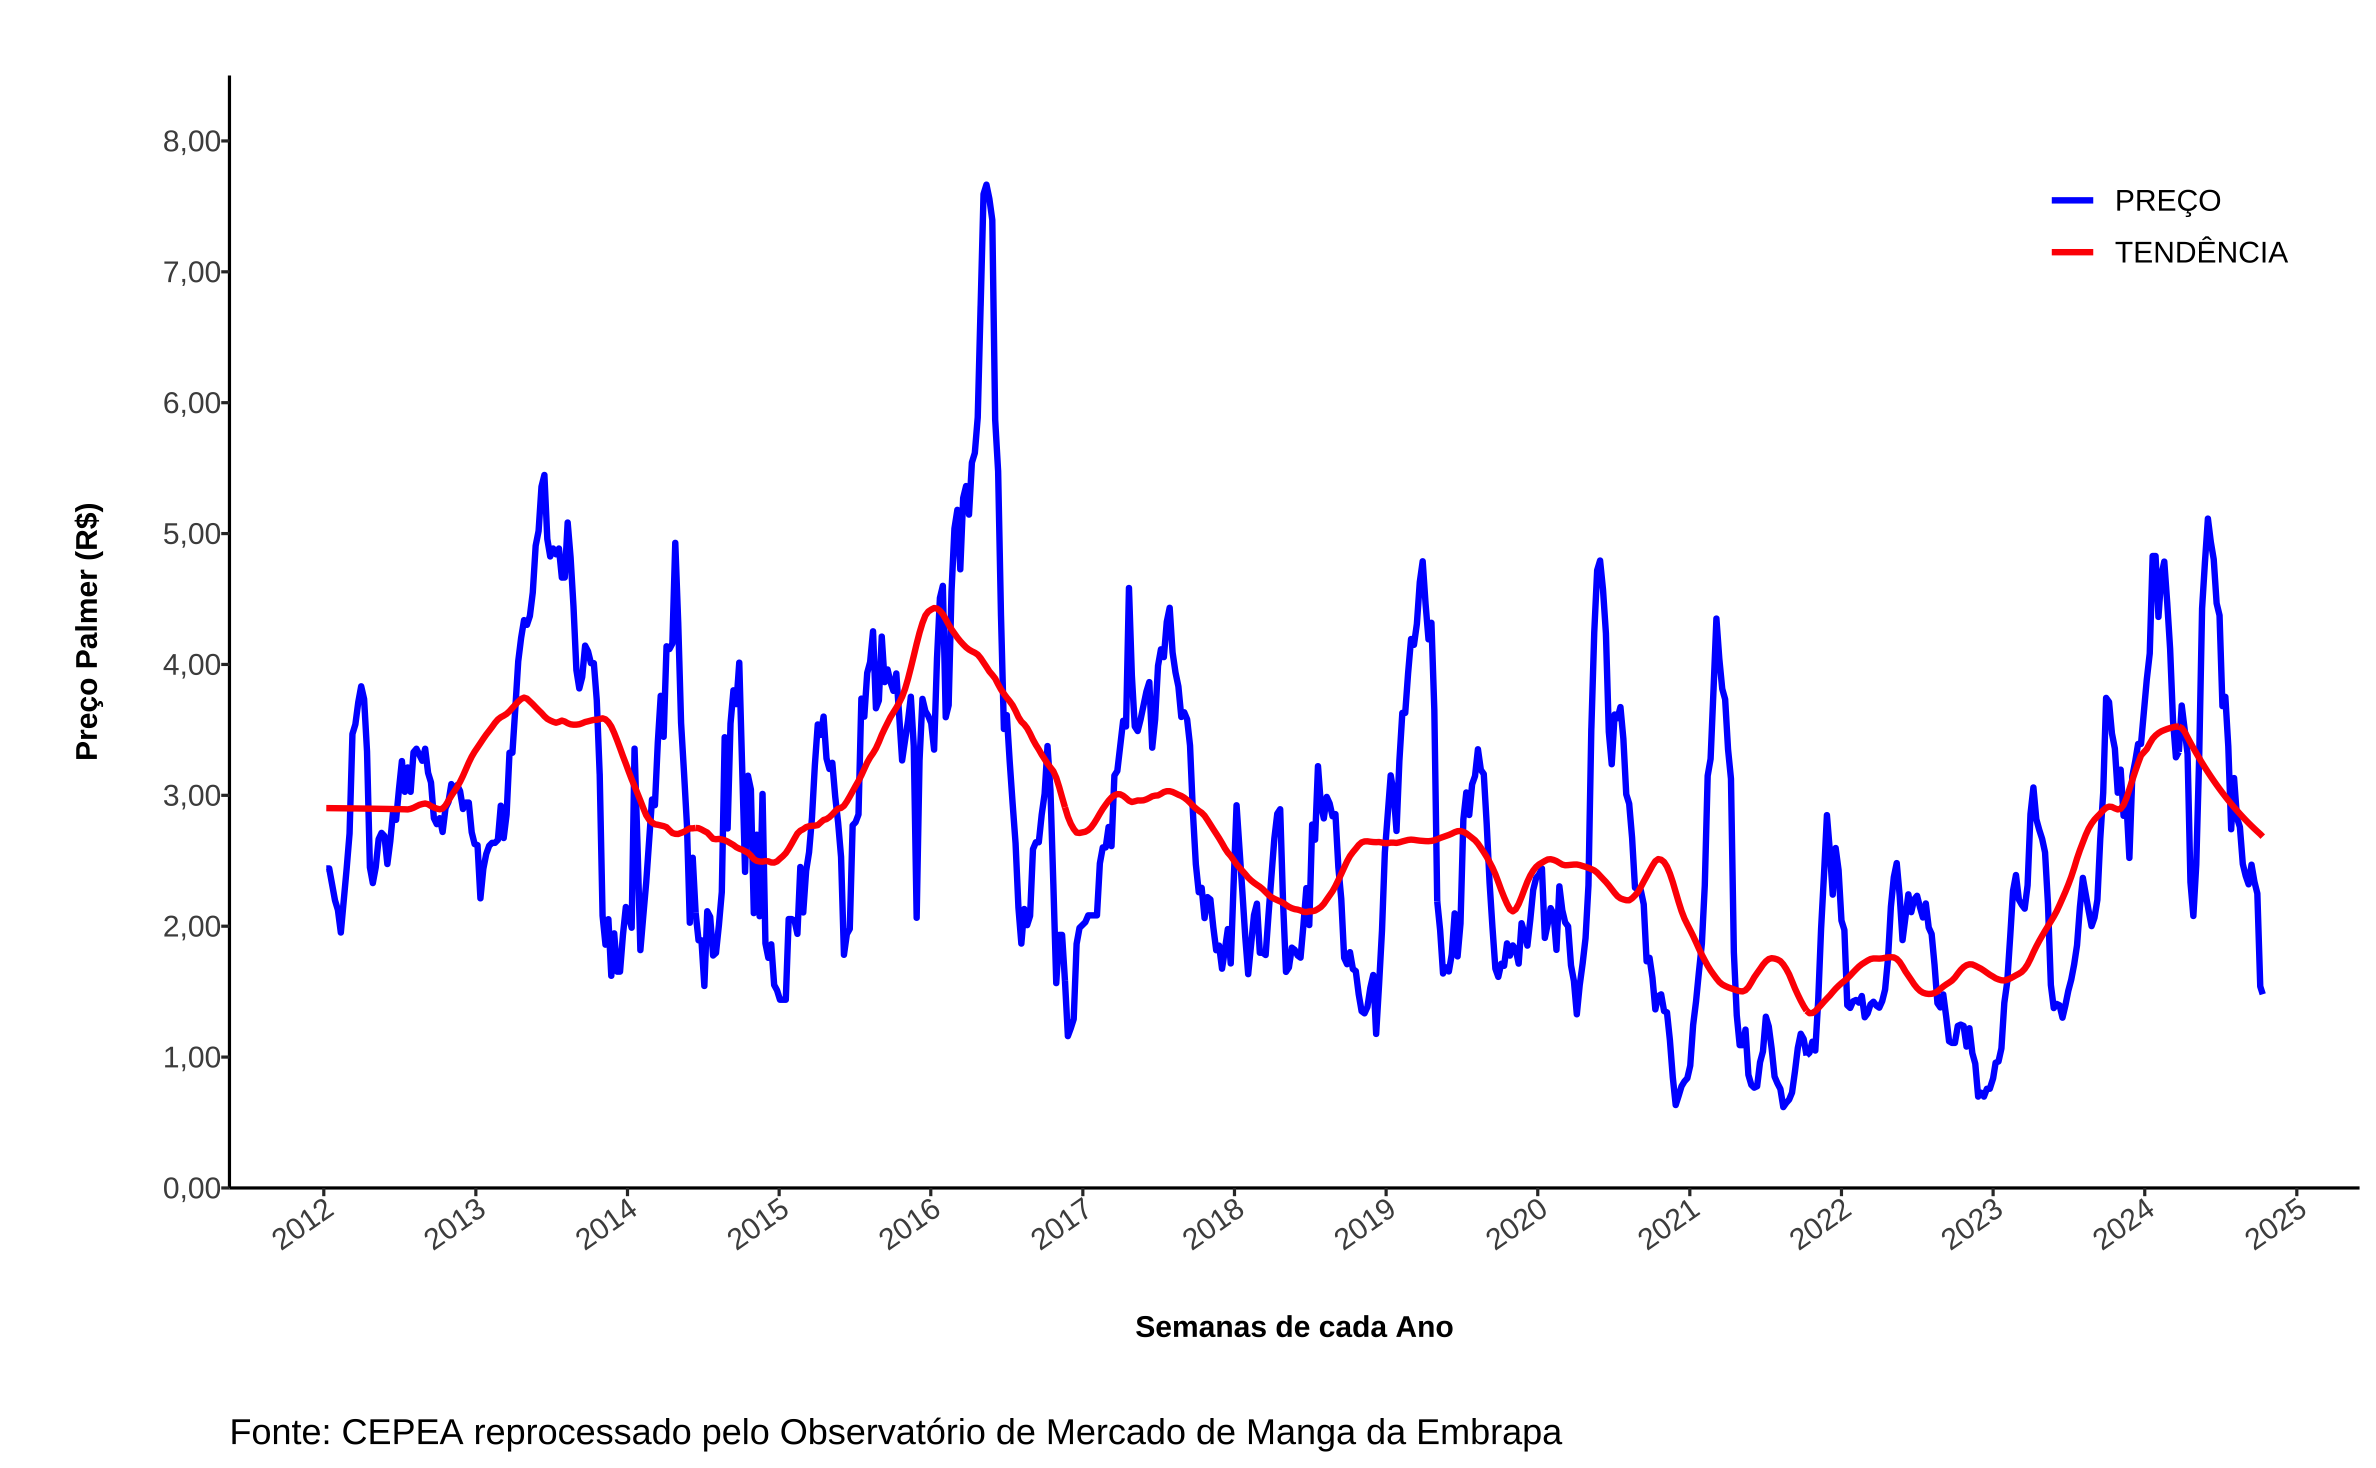 8,00
7,00
6,00
5,00
4,00
3,00
2,00
1,00
0,00
Preço Palmer (R$)
PREÇO
TENDÊNCIA
2012 2013 2014 2015 2016 2017 2018 2019 2020 2021 2022 2023 2024 2025
Semanas de cada Ano
Fonte: CEPEA reprocessado pelo Observatório de Mercado de Manga da Embrapa